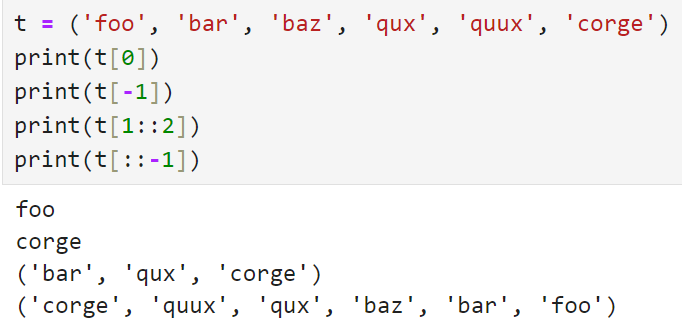 t = ('foo', 'bar', 'baz', 'qux', 'quux', 'corge')
print(t[0])
print(t[-1])
print(t[1::2])
print(t[::-1])
foo
corge
('bar', 'qux', 'corge')
('corge', 'quux', 'qux', 'baz', 'bar', 'foo')